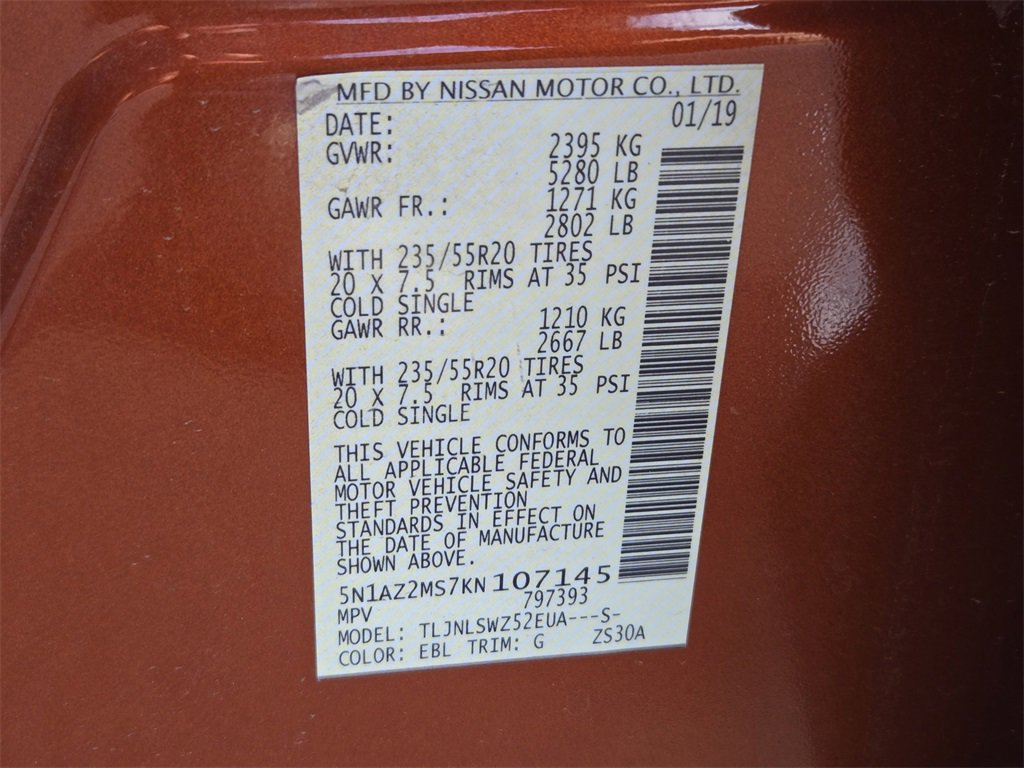 MFD BY NISSAN MOTOR CO., LTD.
DATE: 01/19
GVWR: 2395 KG
5280 LB
GAWR FR.: 1271 KG
2802 LB
WITH 235/55R20 TIRES
20 X 7.5 RIMS AT 35 PSI
COLD SINGLE
GAWR RR.: 1210 KG
2667 LB
WITH 235/55R20 TIRES
20 X 7.5 RIMS AT 35 PSI
COLD SINGLE
THIS VEHICLE CONFORMS TO
ALL APPLICABLE FEDERAL
MOTOR VEHICLE SAFETY AND
THEFT PREVENTION
STANDARDS IN EFFECT ON
THE DATE OF MANUFACTURE
SHOWN ABOVE.
5N1AZ2MS7KN107145
MPV 797393
MODEL: TLJNLSWZ52EUA---S-
COLOR: EBL TRIM: G ZS30A